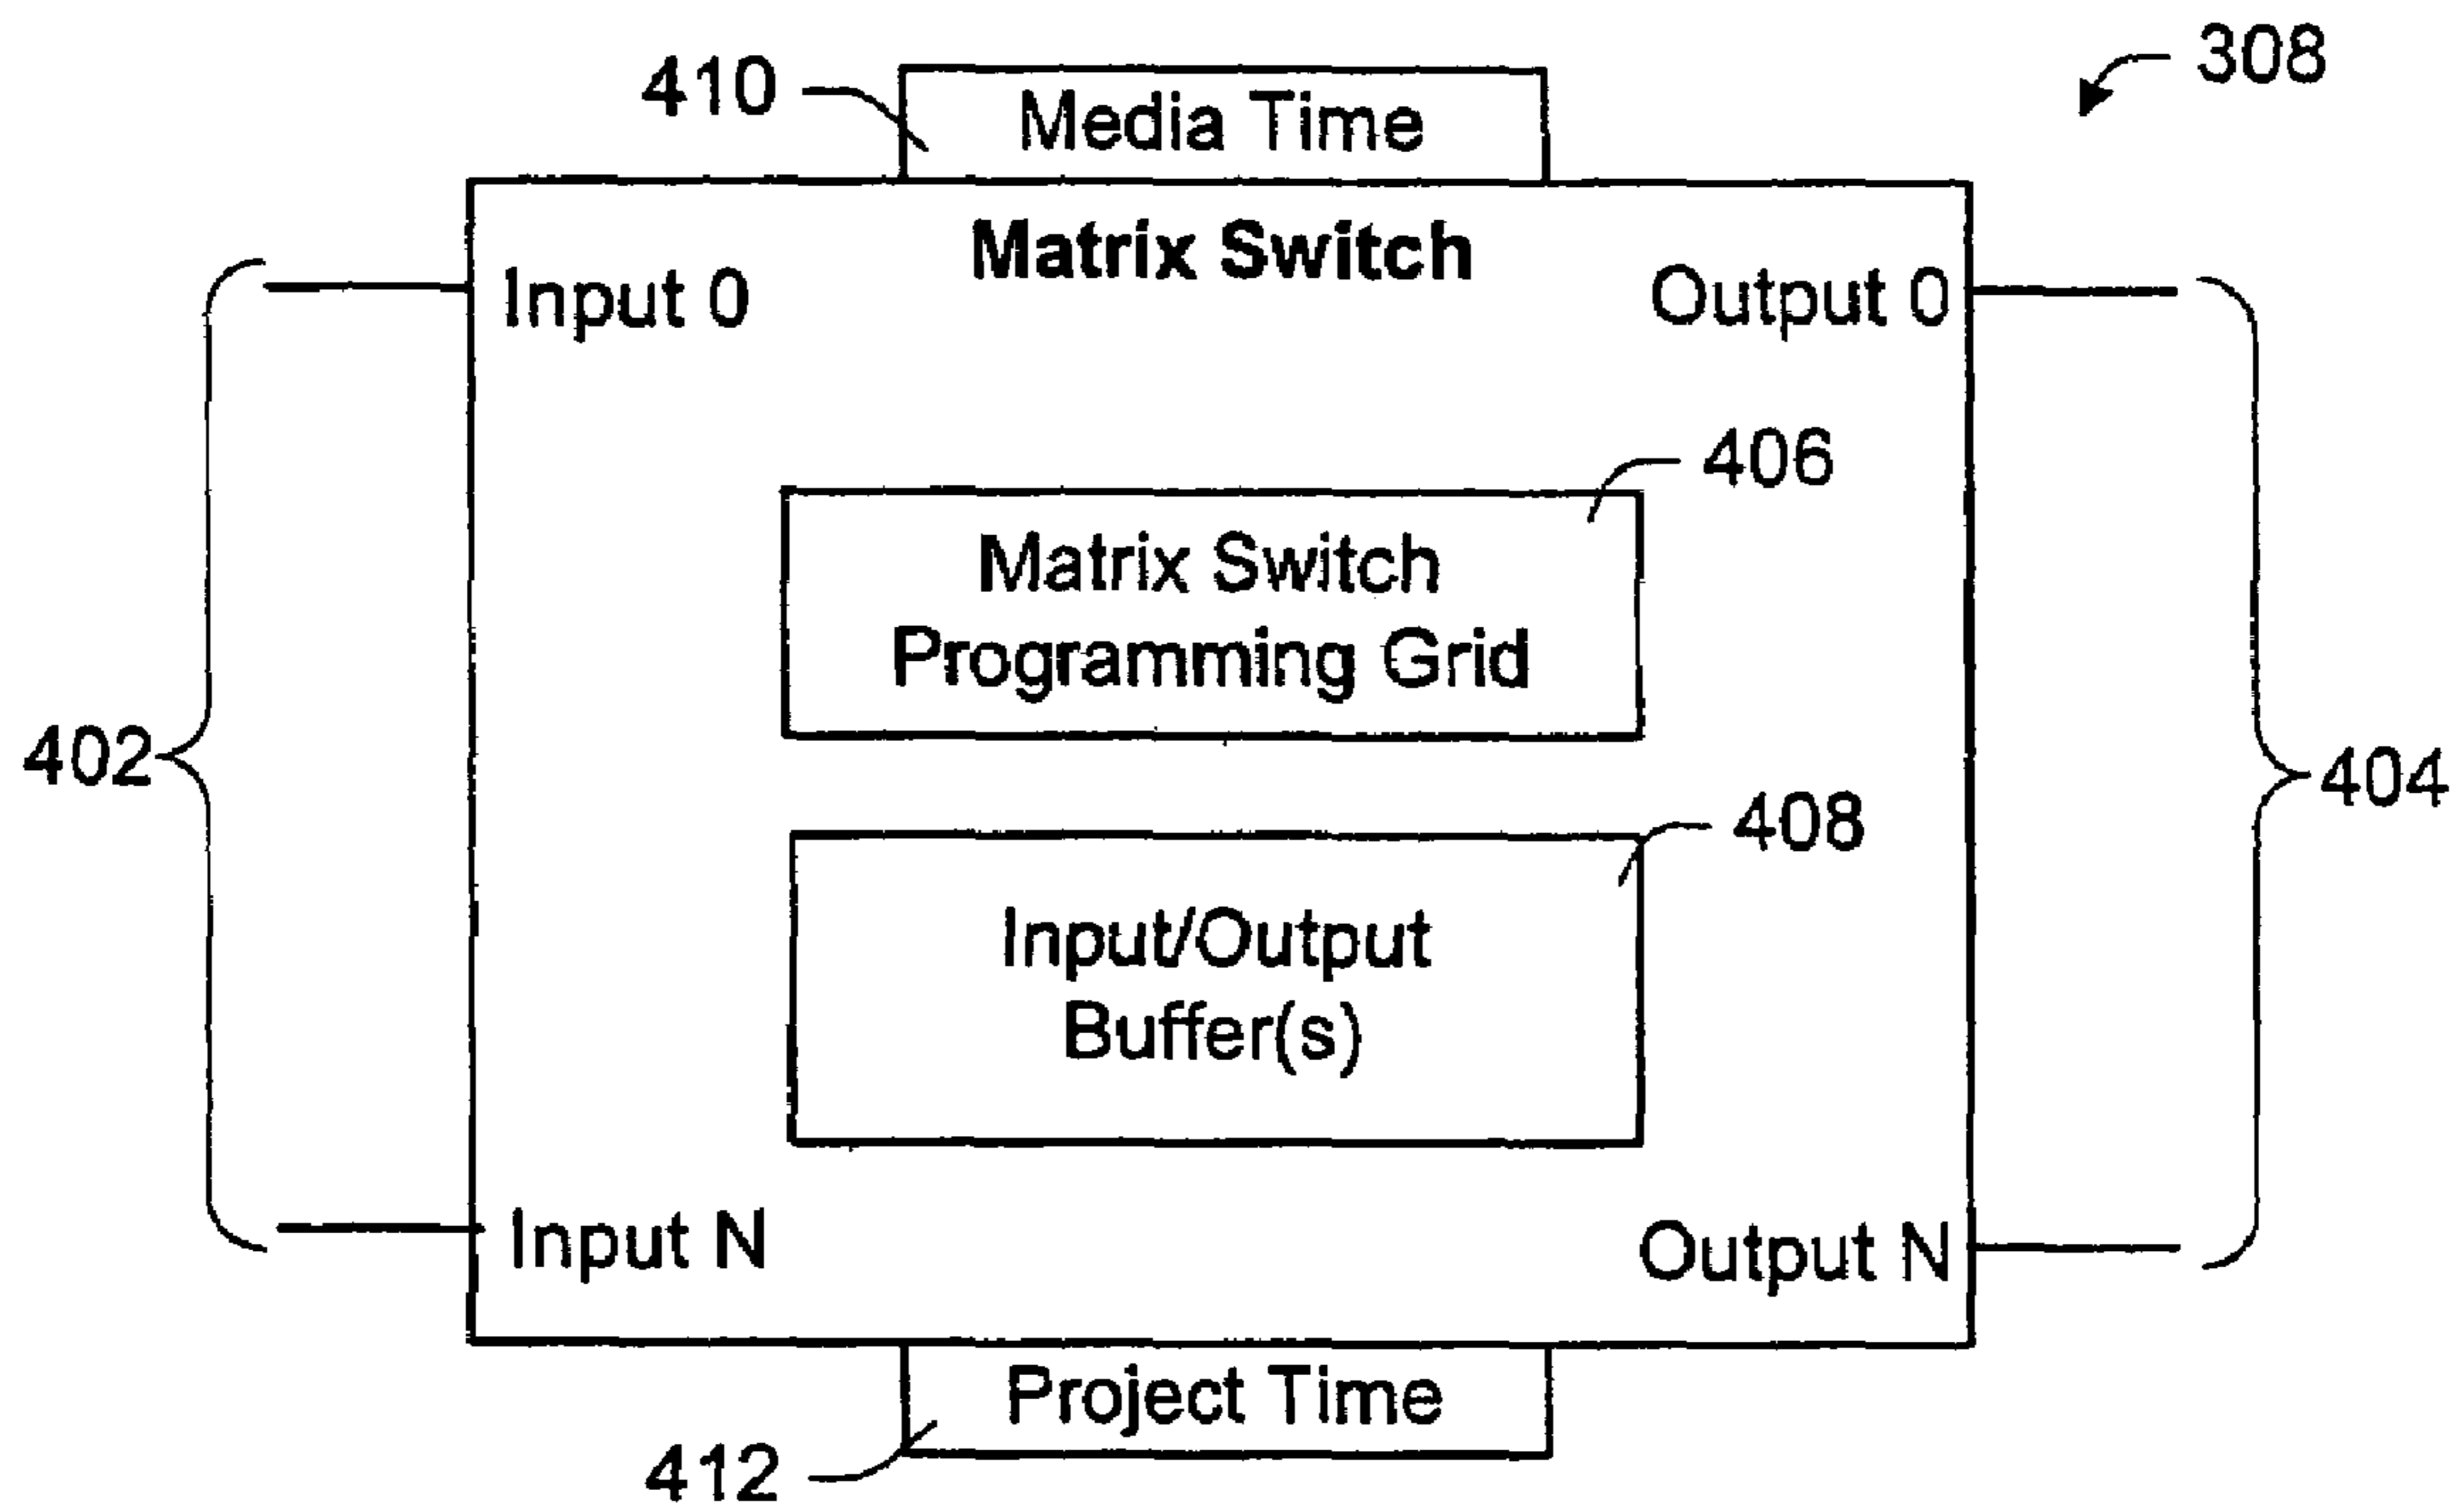 308
410
Media Time
Matrix Switch
Input 0
Output 0
406
Matrix Switch
Programming Grid
402
404
408
Input/Output
Buffer(s)
Input N
Output N
Project Time
412